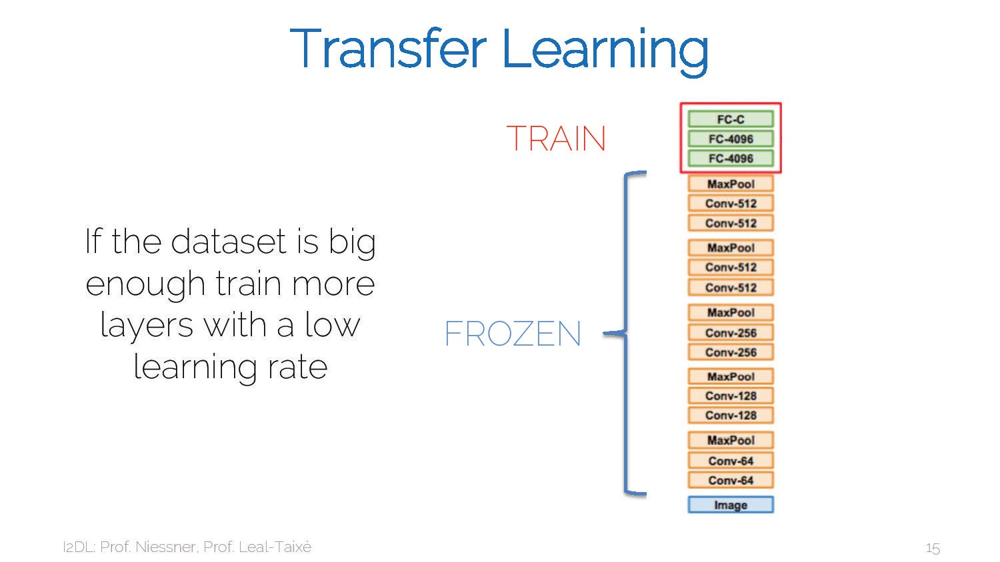 Transfer Learning
TRAIN
FC-C
FC-4096
FC-4096
MaxPool
Conv-512
Conv-512
MaxPool
Conv-512
Conv-512
MaxPool
Conv-256
Conv-256
MaxPool
Conv-128
Conv-128
MaxPool
Conv-64
Conv-64
Image
If the dataset is big
enough train more
layers with a low
learning rate
FROZEN
I2DL: Prof. Niessner, Prof. Leal-Taixé
15